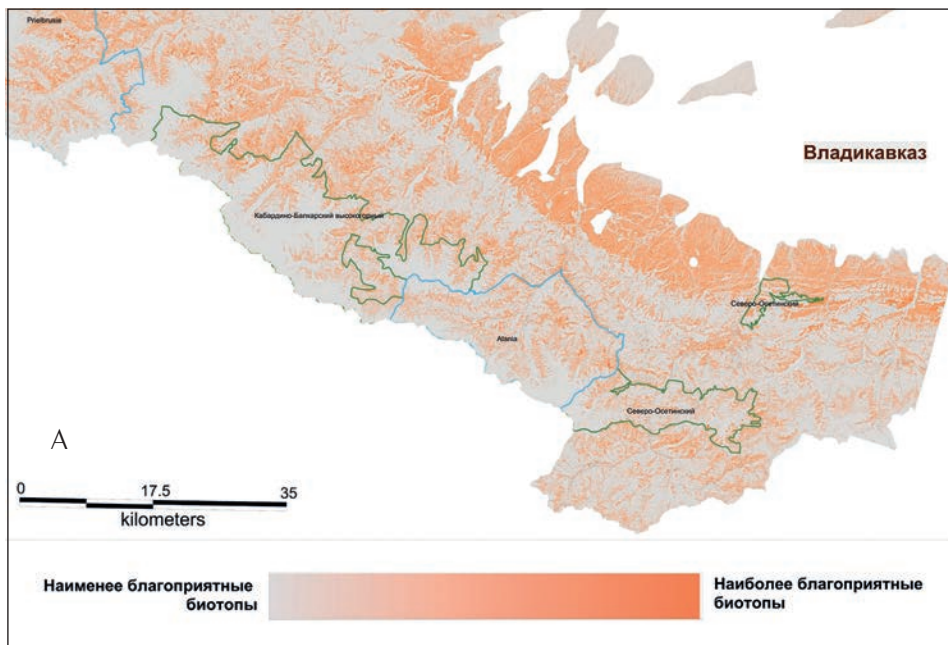 Prielbrusie
Владикавказ
Кабардино-Балкарский высокогорный
Северо-Осетинский
Alania
Северо-Осетинский
А
0 17.5 35
kilometers
Наименее благоприятные
биотопы
Наиболее благоприятные
биотопы